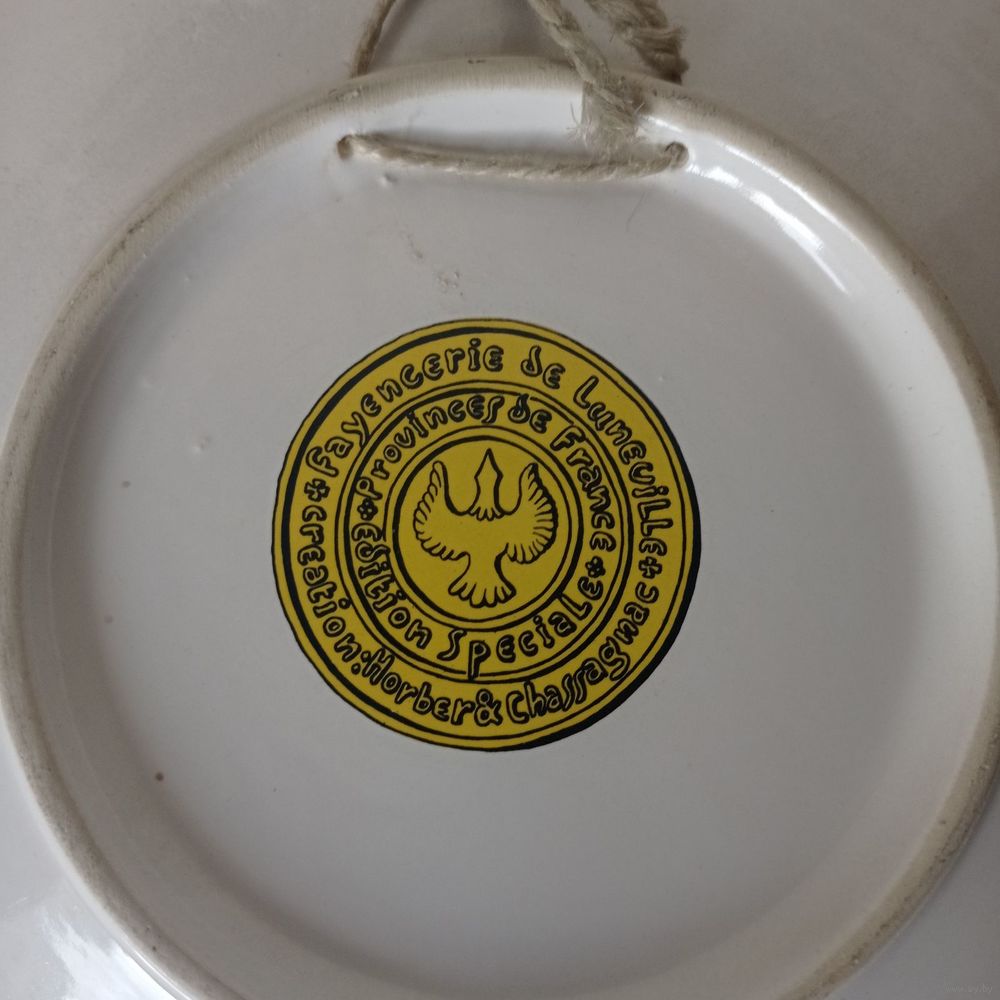 Fayencerie de Luneville
creation: Horber & Chassagnac
Provinces de France
edition Speciale